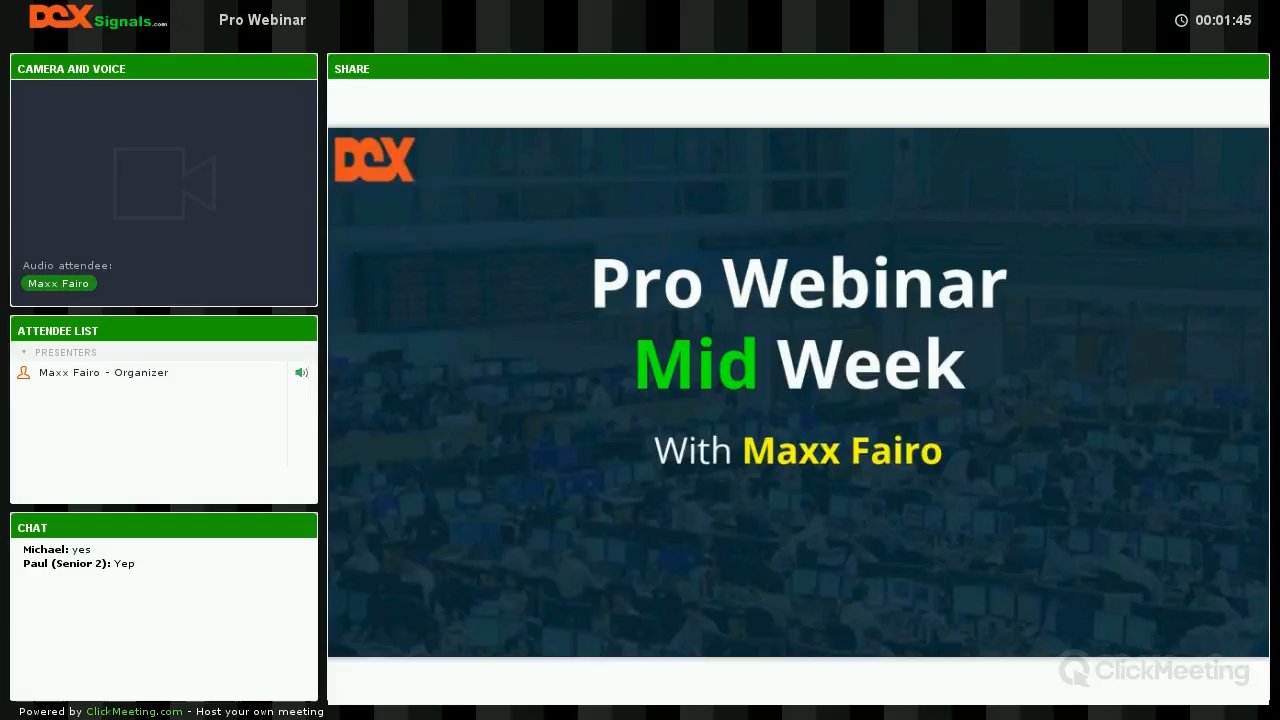 DCX Signals.com
Pro Webinar
00:01:45
CAMERA AND VOICE
Audio attendee:
Maxx Fairo
ATTENDEE LIST
PRESENTERS
Maxx Fairo - Organizer
CHAT
Michael: yes
Paul (Senior 2): Yep
Powered by ClickMeeting.com - Host your own meeting
SHARE
DCX
Pro Webinar
Mid Week
With Maxx Fairo
ClickMeeting